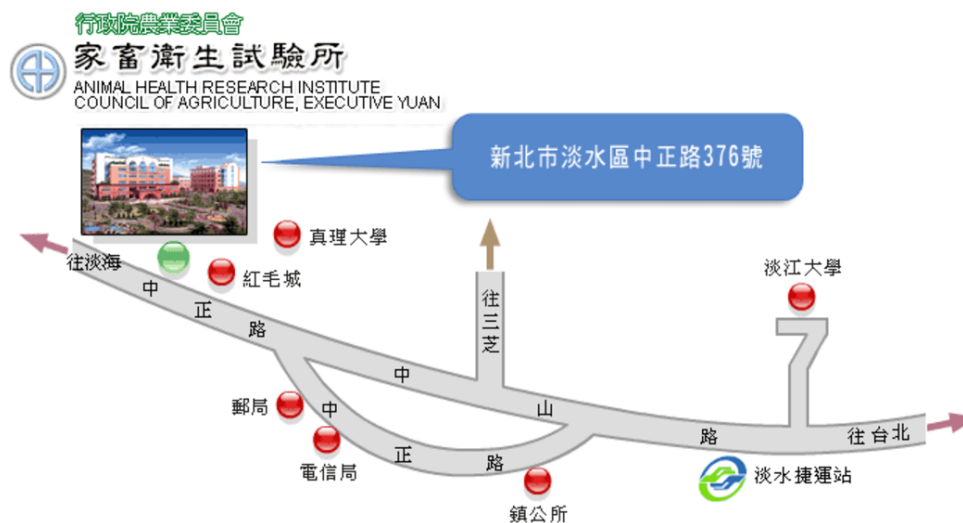 行政院農業委員會
家畜衛生試驗所
ANIMAL HEALTH RESEARCH INSTITUTE
COUNCIL OF AGRICULTURE, EXECUTIVE YUAN
新北市淡水區中正路376號
真理大學
往淡海
紅毛城
淡江大學
中正路
往三芝
中山路
郵局
中正路
往台北
電信局
淡水捷運站
鎮公所